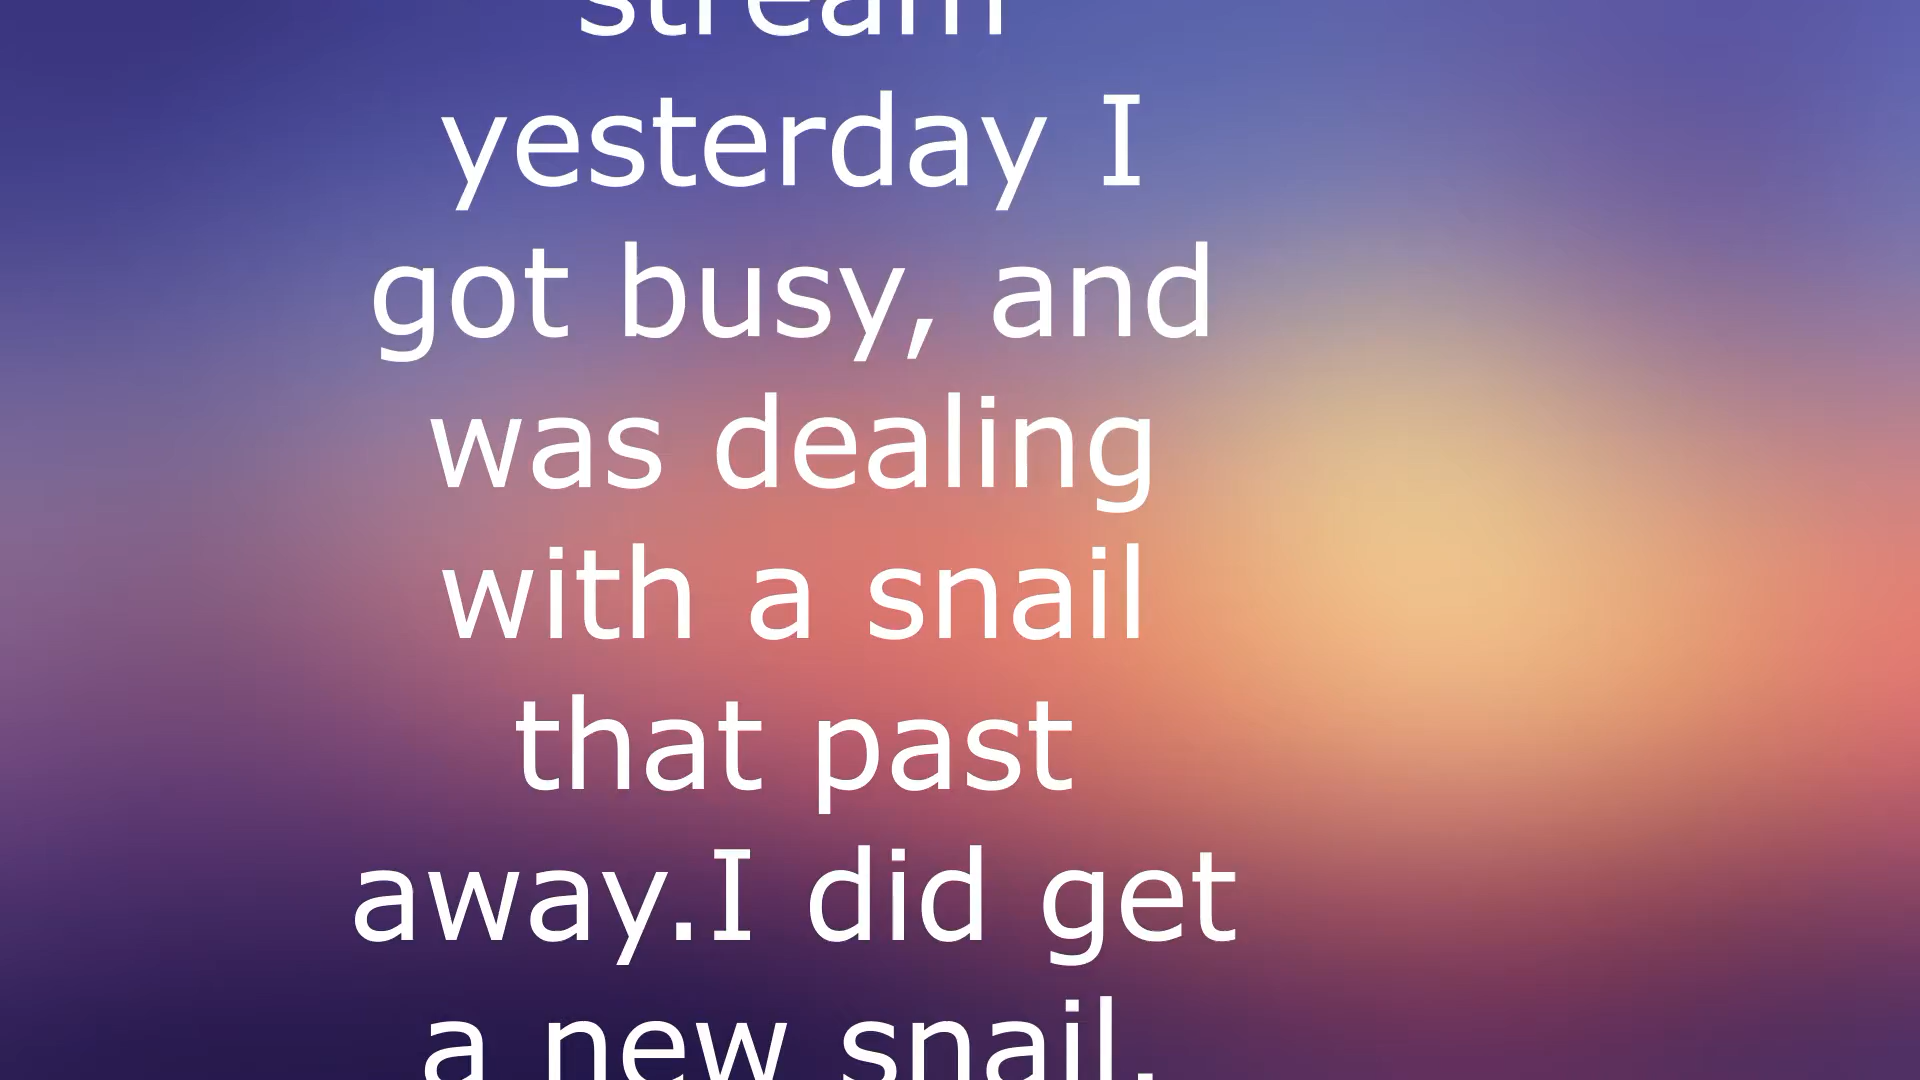 stream
yesterday I
got busy, and
was dealing
with a snail
that past
away.I did get
a new snail.